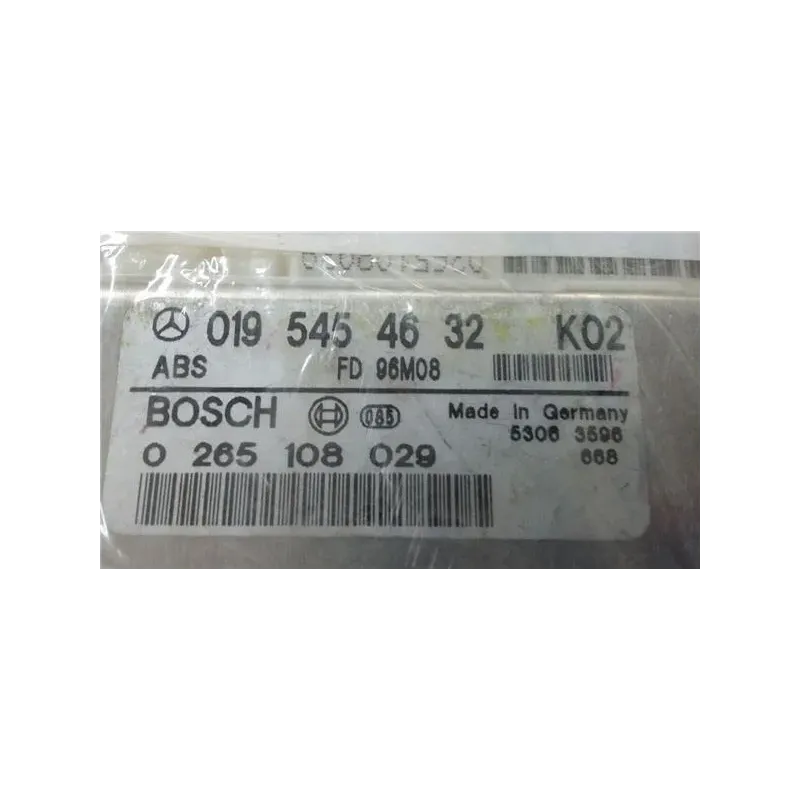 019 545 46 32 K02
ABS FD 96M08
BOSCH 085 Made in Germany
0 265 108 029 5306 3596
668